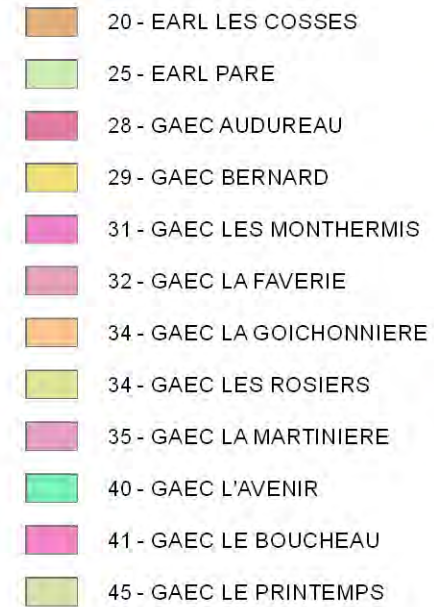 20 - EARL LES COSSES
25 - EARL PARE
28 - GAEC AUDUREAU
29 - GAEC BERNARD
31 - GAEC LES MONTHERMIS
32 - GAEC LA FAVERIE
34 - GAEC LA GOICHONNIERE
34 - GAEC LES ROSIERS
35 - GAEC LA MARTINIERE
40 - GAEC L'AVENIR
41 - GAEC LE BOUCHEAU
45 - GAEC LE PRINTEMPS